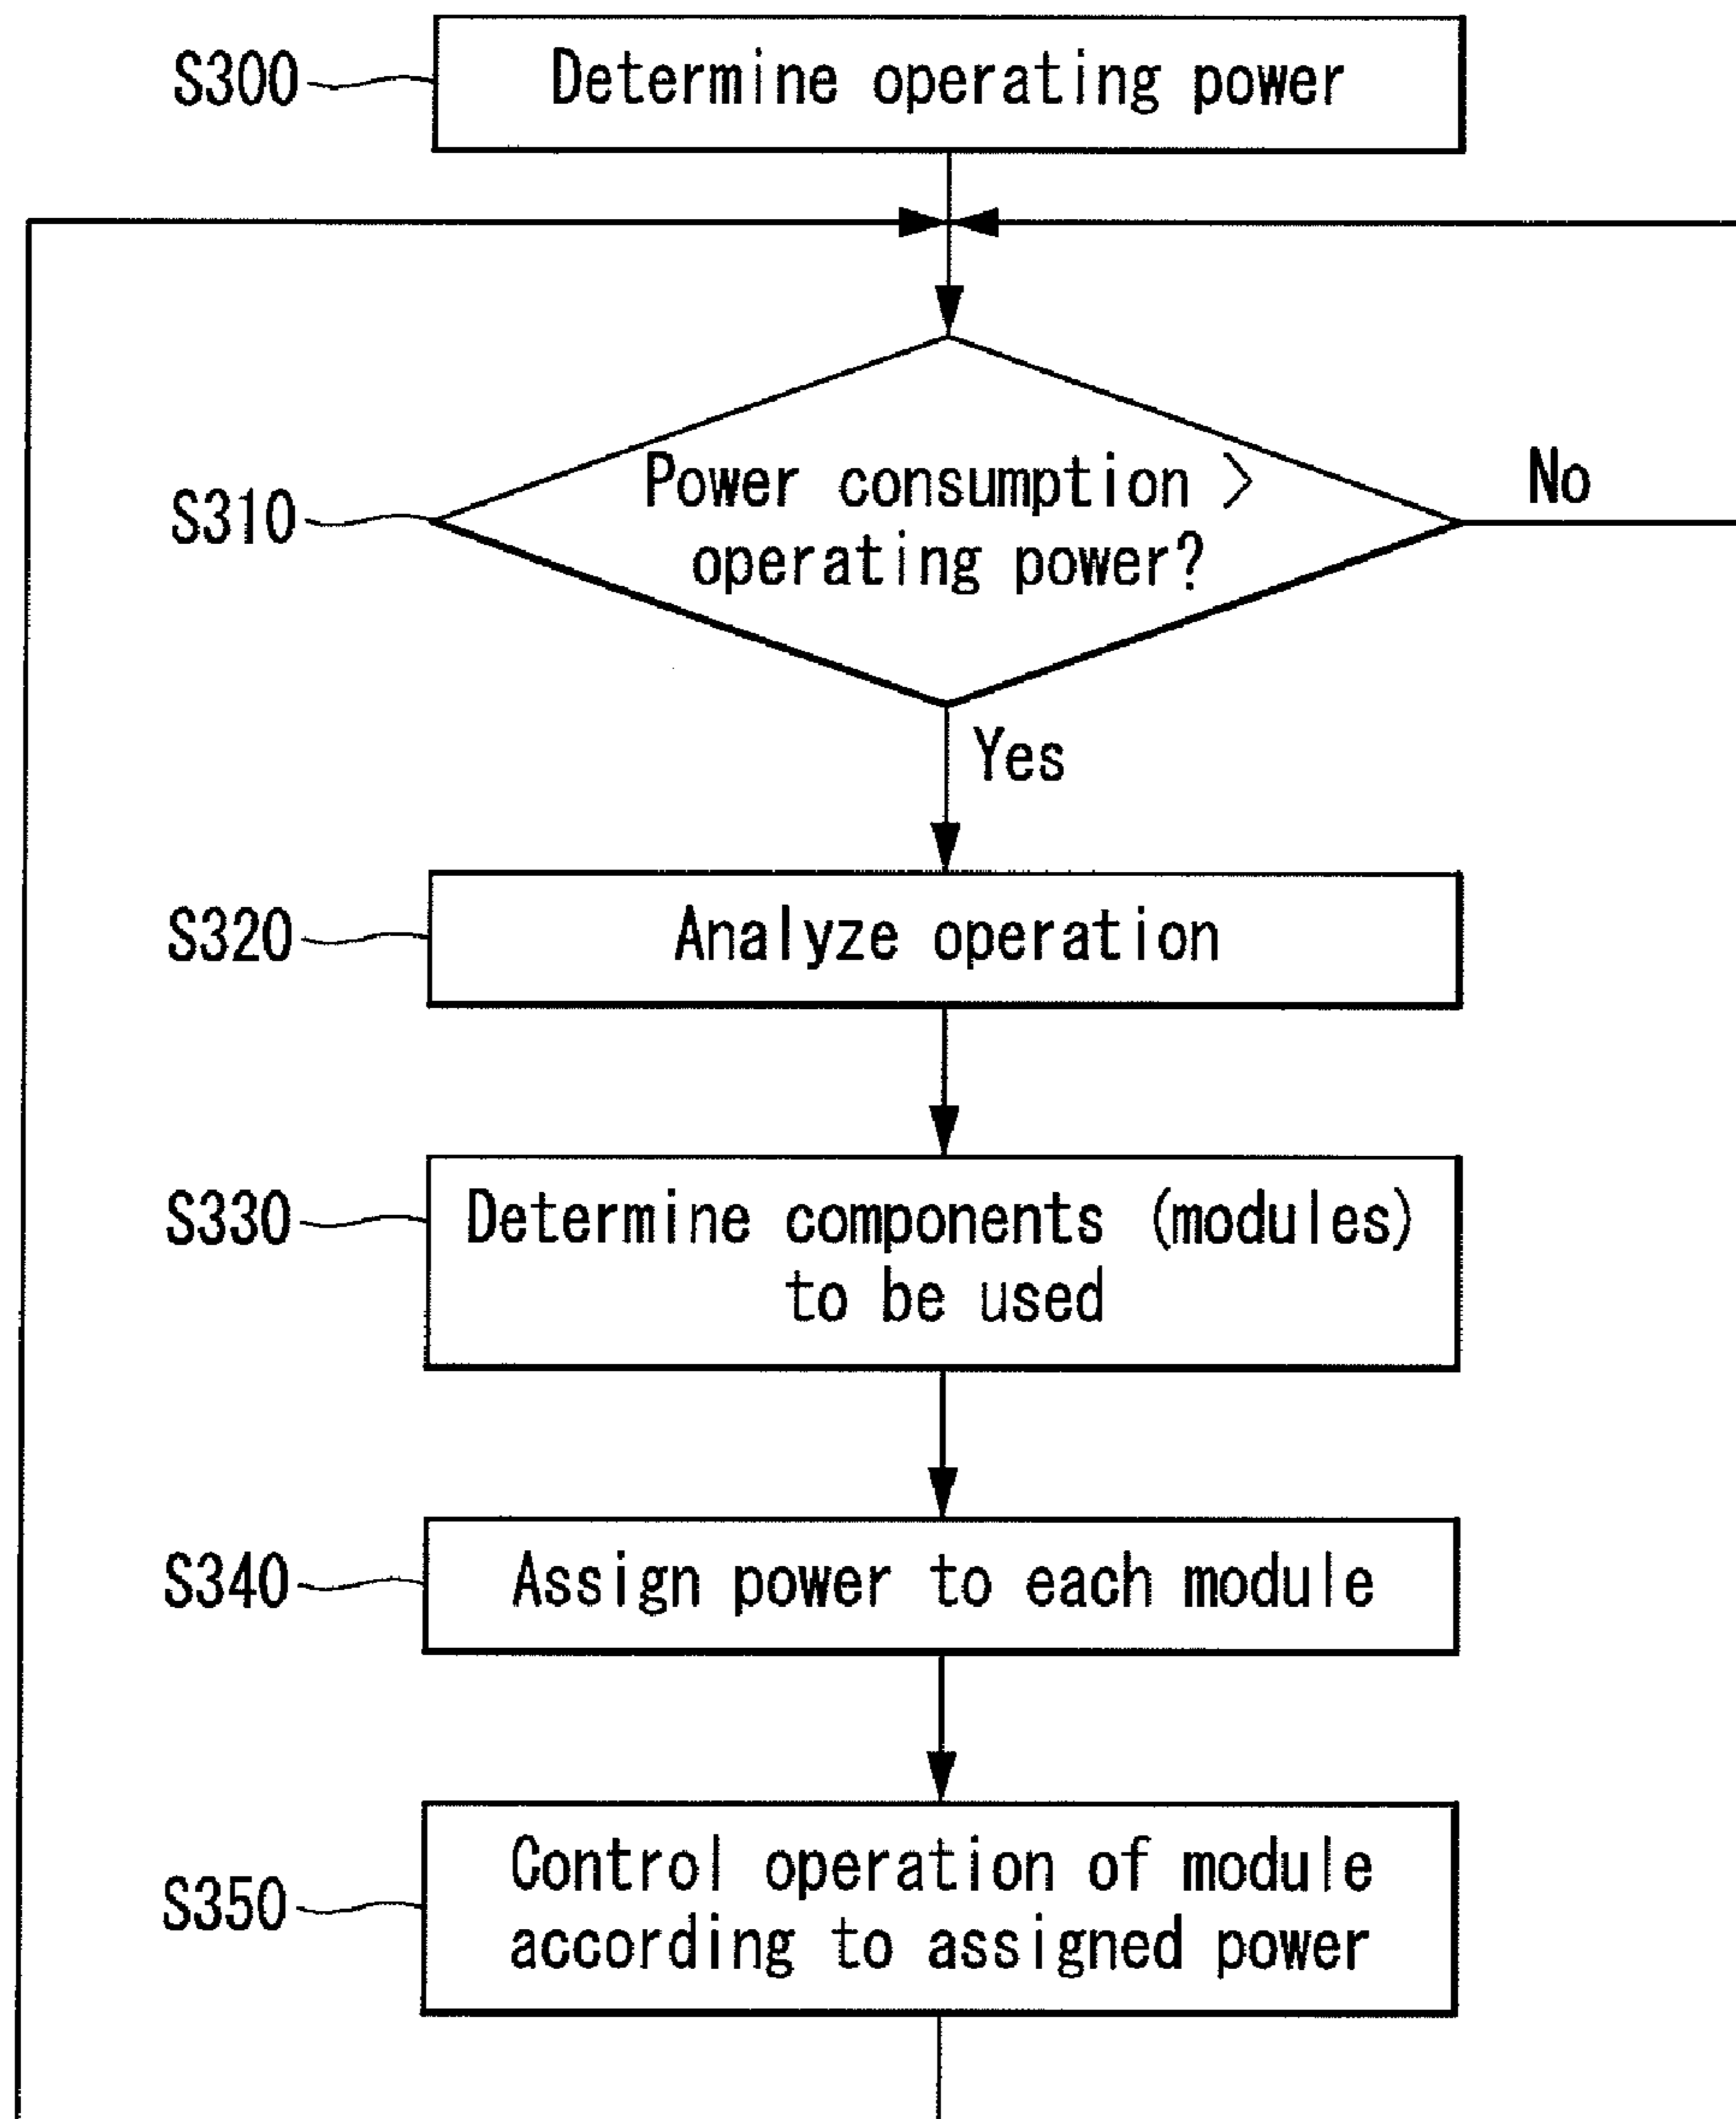 S300
Determine operating power
S310
Power consumption >
operating power?
No
Yes
S320
Analyze operation
S330
Determine components (modules)
to be used
S340
Assign power to each module
S350
Control operation of module
according to assigned power